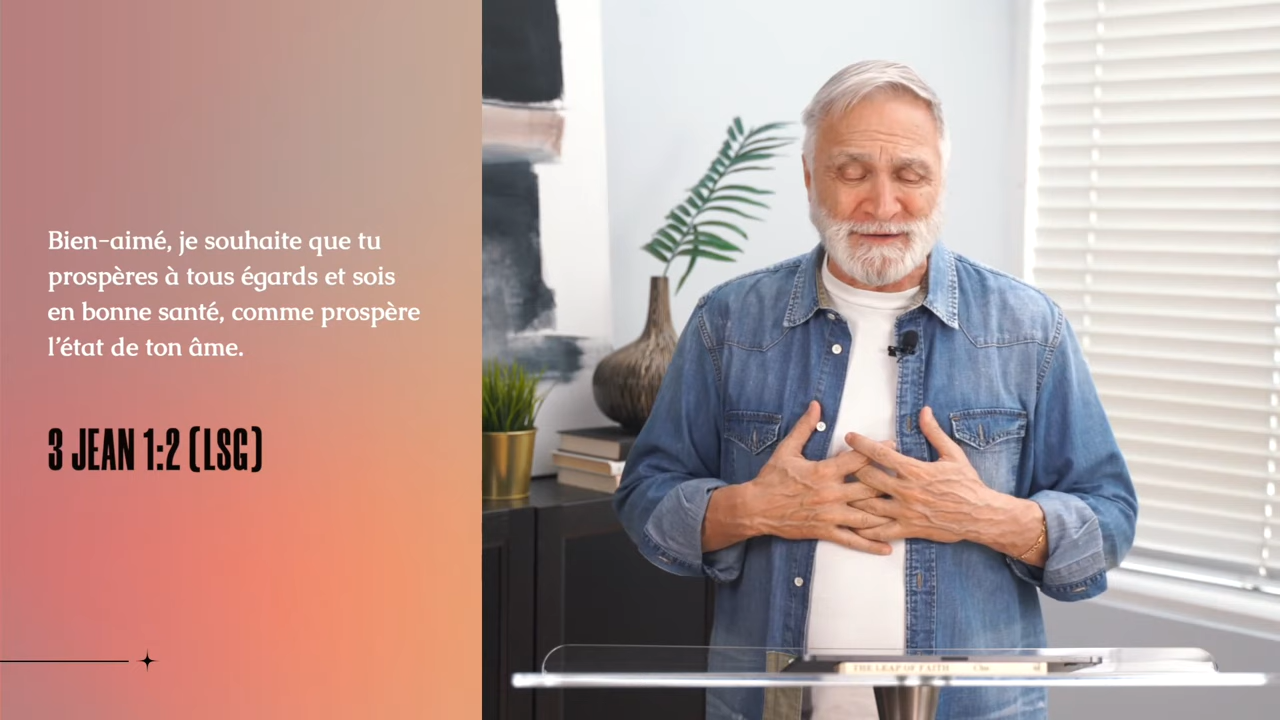 Bien-aimé, je souhaite que tu
prospères à tous égards et sois
en bonne santé, comme prospère
l'état de ton âme.
3 JEAN 1:2 (LSG)
THE LEAP OF FAITH